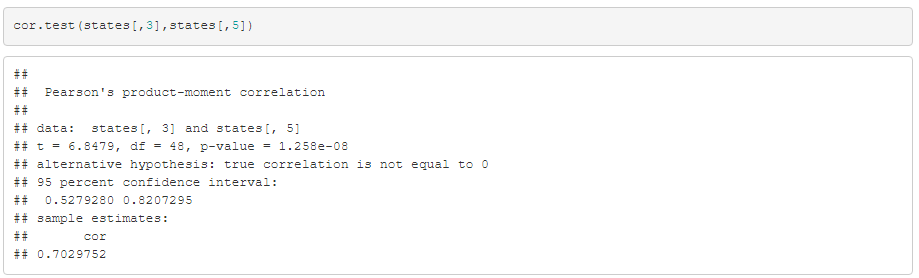 cor.test(states[,3],states[,5])
##
##  Pearson's product-moment correlation
##
## data:  states[, 3] and states[, 5]
## t = 6.8479, df = 48, p-value = 1.258e-08
## alternative hypothesis: true correlation is not equal to 0
## 95 percent confidence interval:
##  0.5279280 0.8207295
## sample estimates:
##       cor
## 0.7029752